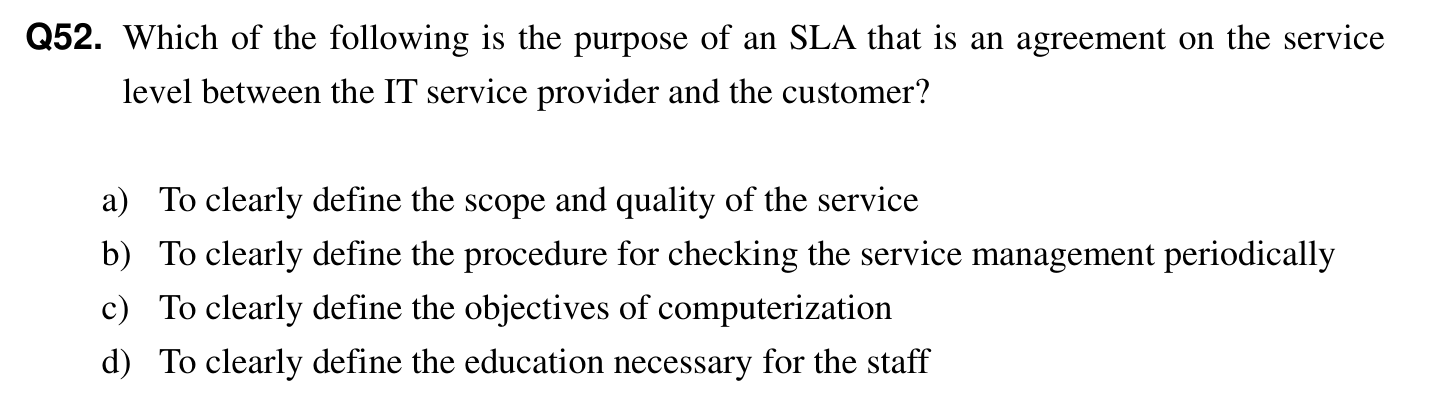 Q52. Which of the following is the purpose of an SLA that is an agreement on the service
level between the IT service provider and the customer?
a) To clearly define the scope and quality of the service
b) To clearly define the procedure for checking the service management periodically
c) To clearly define the objectives of computerization
d) To clearly define the education necessary for the staff